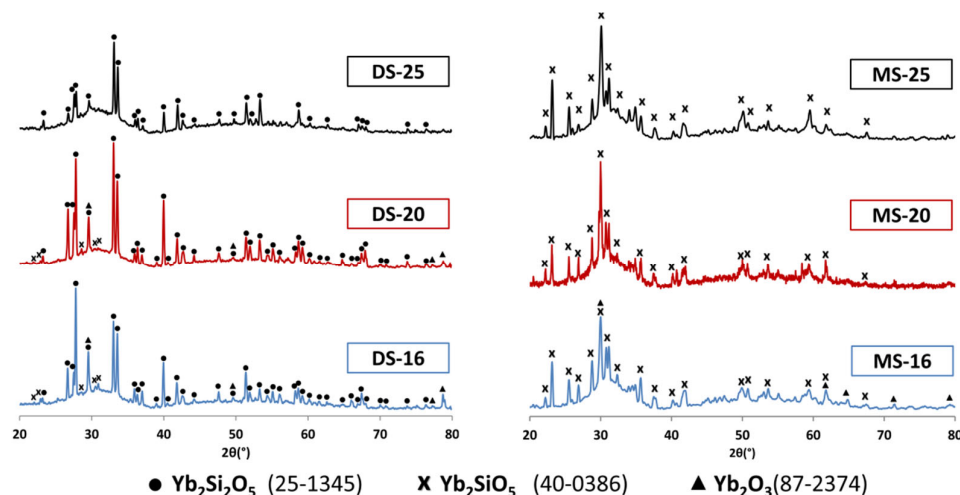 DS-25
DS-20
DS-16
20 30 40 50 60 70 80
2θ(°)
MS-25
MS-20
MS-16
20 30 40 50 60 70 80
2θ(°)
● Yb₂Si₂O₅ (25-1345) X Yb₂SiO₅ (40-0386) ▲ Yb₂O₃(87-2374)